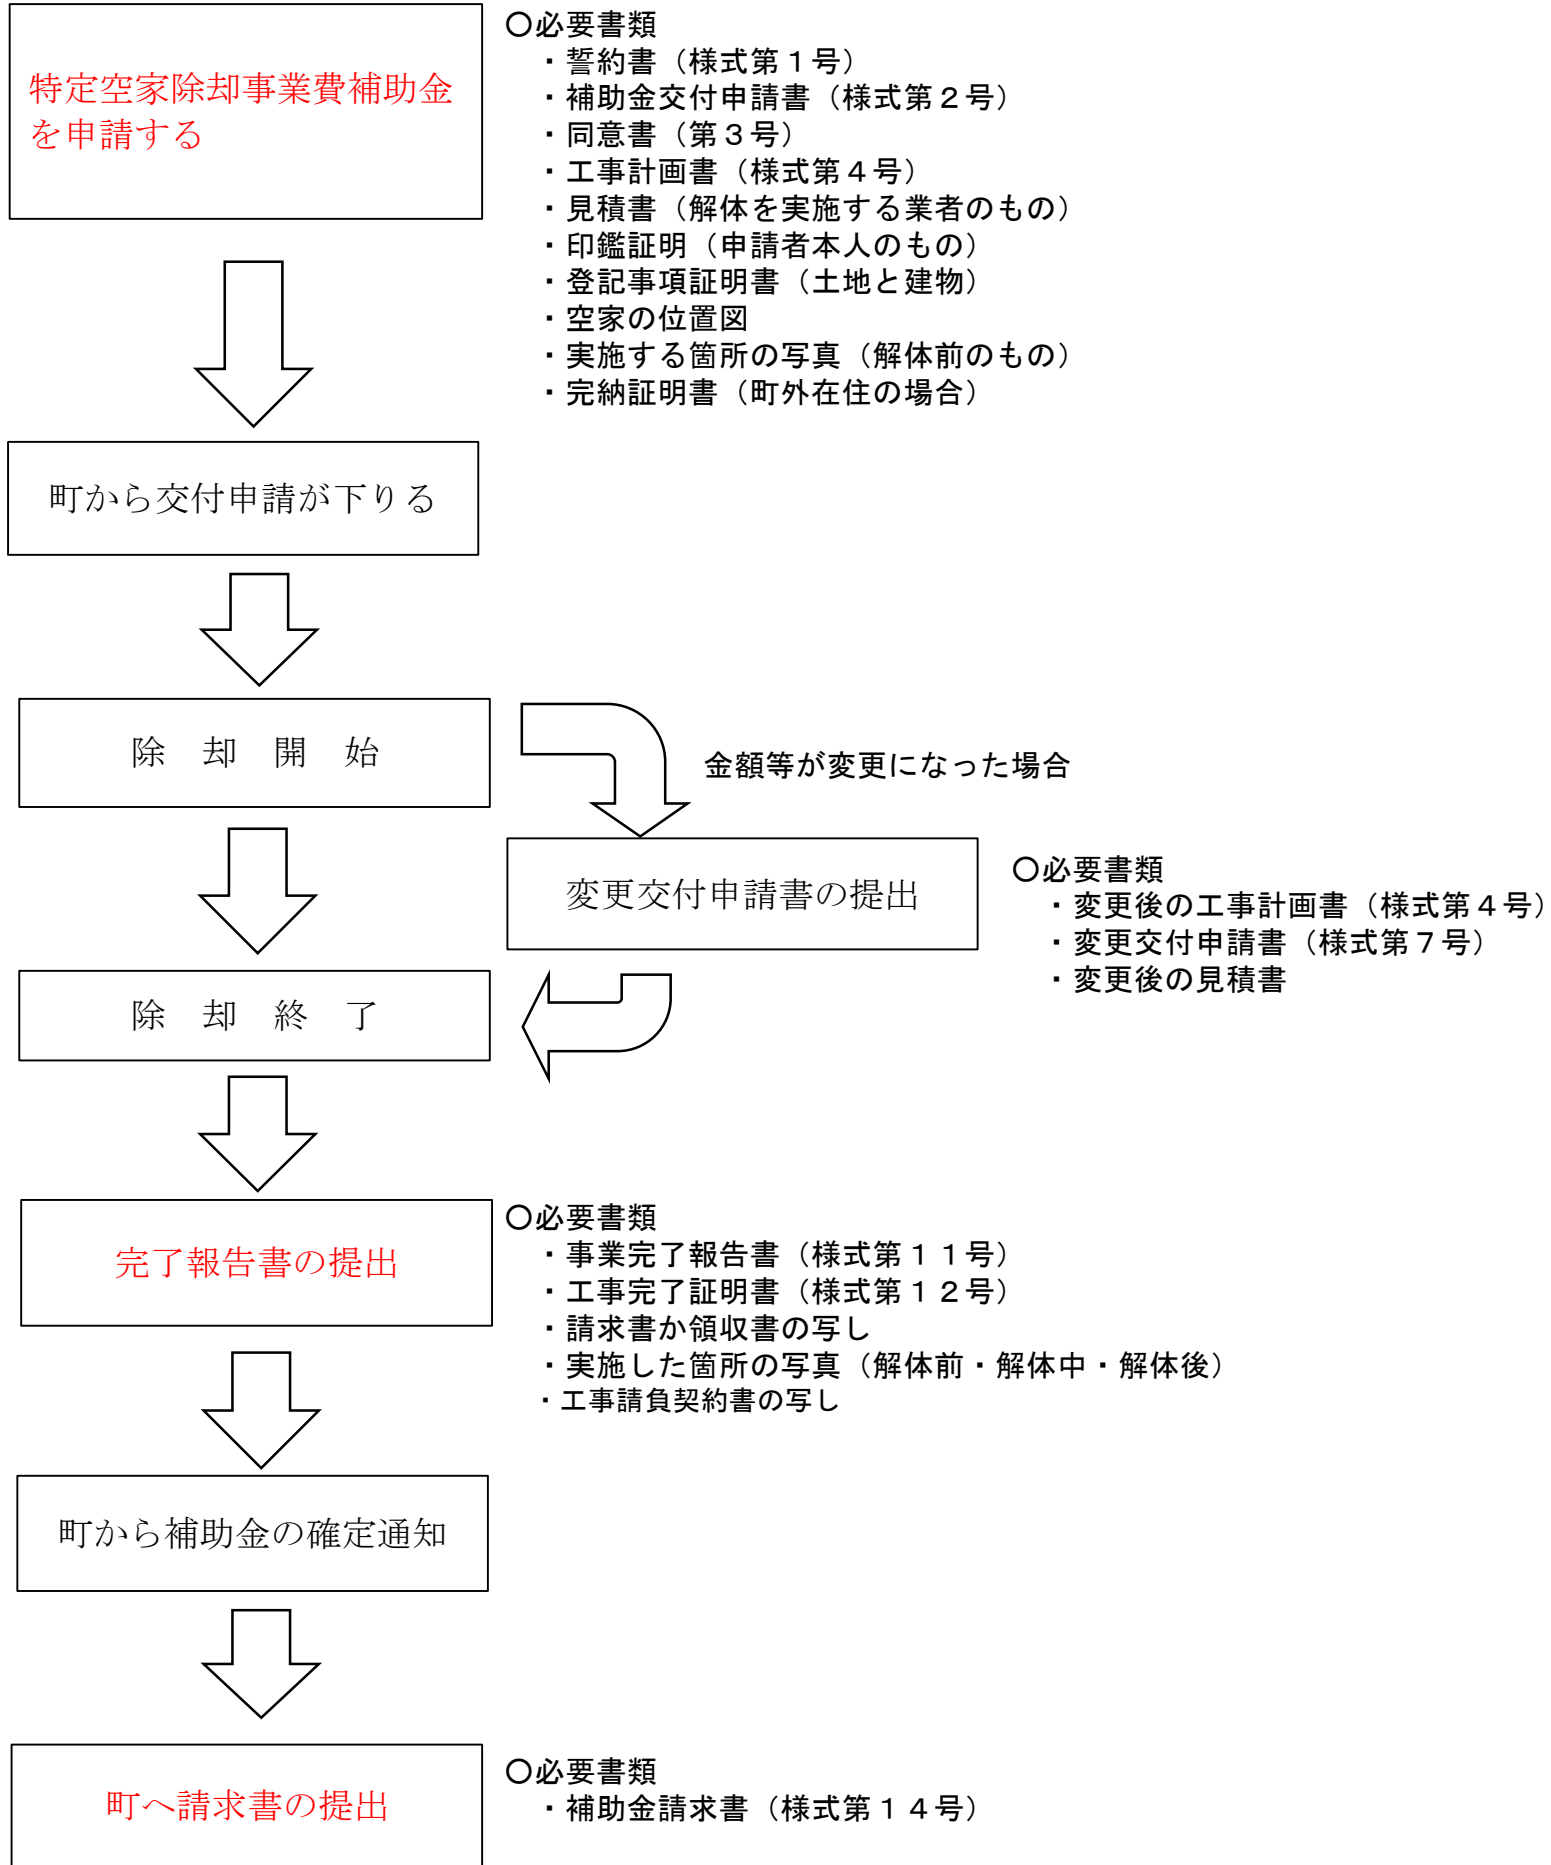 特定空家除却事業費補助金
を申請する
〇必要書類
・誓約書（様式第１号）
・補助金交付申請書（様式第２号）
・同意書（第３号）
・工事計画書（様式第４号）
・見積書（解体を実施する業者のもの）
・印鑑証明（申請者本人のもの）
・登記事項証明書（土地と建物）
・空家の位置図
・実施する箇所の写真（解体前のもの）
・完納証明書（町外在住の場合）
町から交付申請が下りる
除　却　開　始
金額等が変更になった場合
変更交付申請書の提出
〇必要書類
・変更後の工事計画書（様式第４号）
・変更交付申請書（様式第７号）
・変更後の見積書
除　却　終　了
完了報告書の提出
〇必要書類
・事業完了報告書（様式第１１号）
・工事完了証明書（様式第１２号）
・請求書か領収書の写し
・実施した箇所の写真（解体前・解体中・解体後）
・工事請負契約書の写し
町から補助金の確定通知
町へ請求書の提出
〇必要書類
・補助金請求書（様式第１４号）